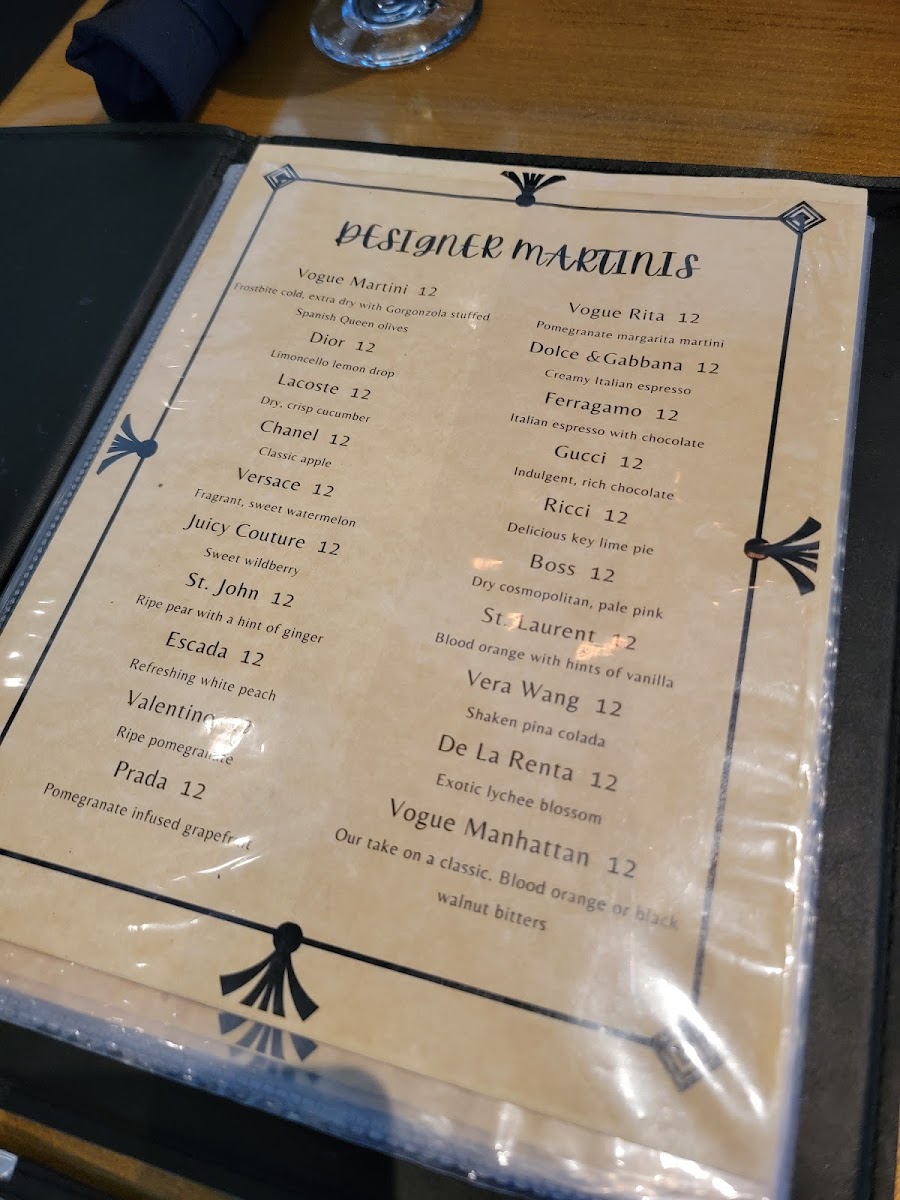 DESIGNER MARTINIS
Vogue Martini 12
Frostbite cold, extra dry with Gorgonzola stuffed
Spanish Queen olives
Dior 12
Limoncello lemon drop
Lacoste 12
Dry, crisp cucumber
Chanel 12
Classic apple
Versace 12
Fragrant, sweet watermelon
Juicy Couture 12
Sweet wildberry
St. John 12
Ripe pear with a hint of ginger
Escada 12
Refreshing white peach
Valentino
Ripe pomegranate
Prada 12
Pomegranate infused grapefruit
Vogue Rita 12
Pomegranate margarita martini
Dolce &Gabbana 12
Creamy Italian espresso
Ferragamo 12
Italian espresso with chocolate
Gucci 12
Indulgent, rich chocolate
Ricci 12
Delicious key lime pie
Boss 12
Dry cosmopolitan, pale pink
St. Laurent 12
Blood orange with hints of vanilla
Vera Wang 12
Shaken pina colada
De La Renta 12
Exotic lychee blossom
Vogue Manhattan 12
Our take on a classic. Blood orange or black
walnut bitters